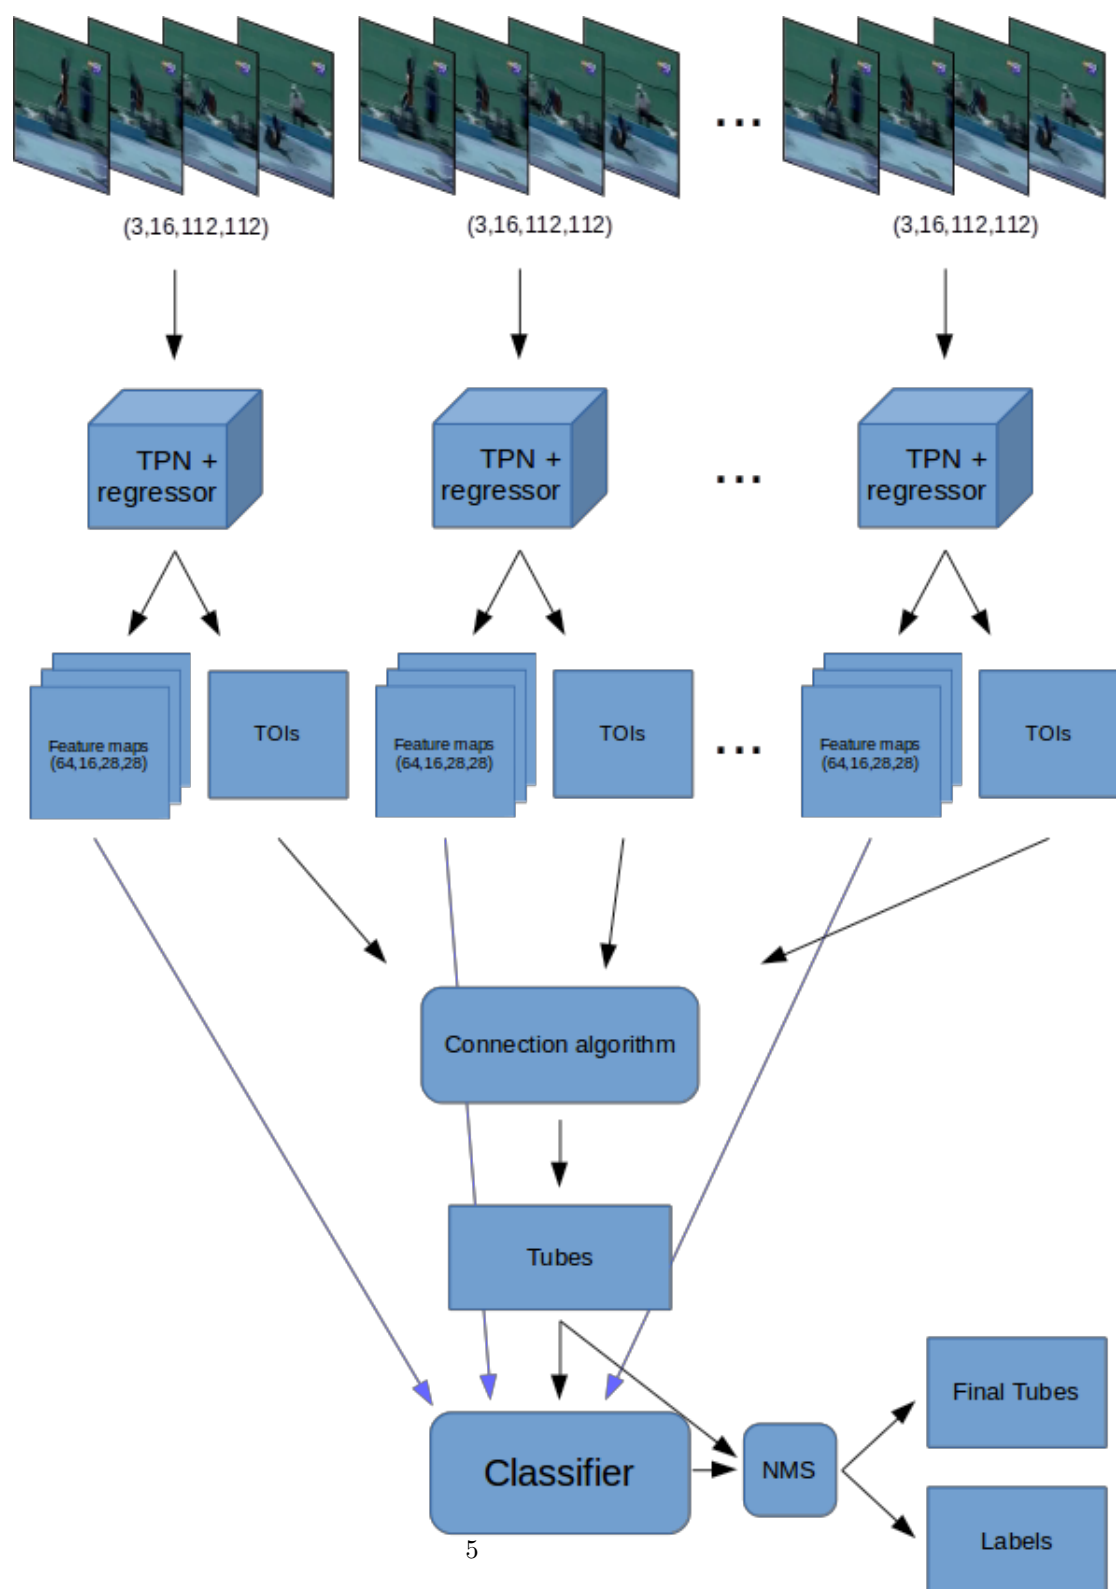 (3,16,112,112)
(3,16,112,112)
...
(3,16,112,112)
TPN +
regressor
TPN +
regressor
...
TPN +
regressor
Feature maps
(64,16,28,28)
TOIs
Feature maps
(64,16,28,28)
TOIs
...
Feature maps
(64,16,28,28)
TOIs
Connection algorithm
Tubes
Final Tubes
Classifier
NMS
Labels
5